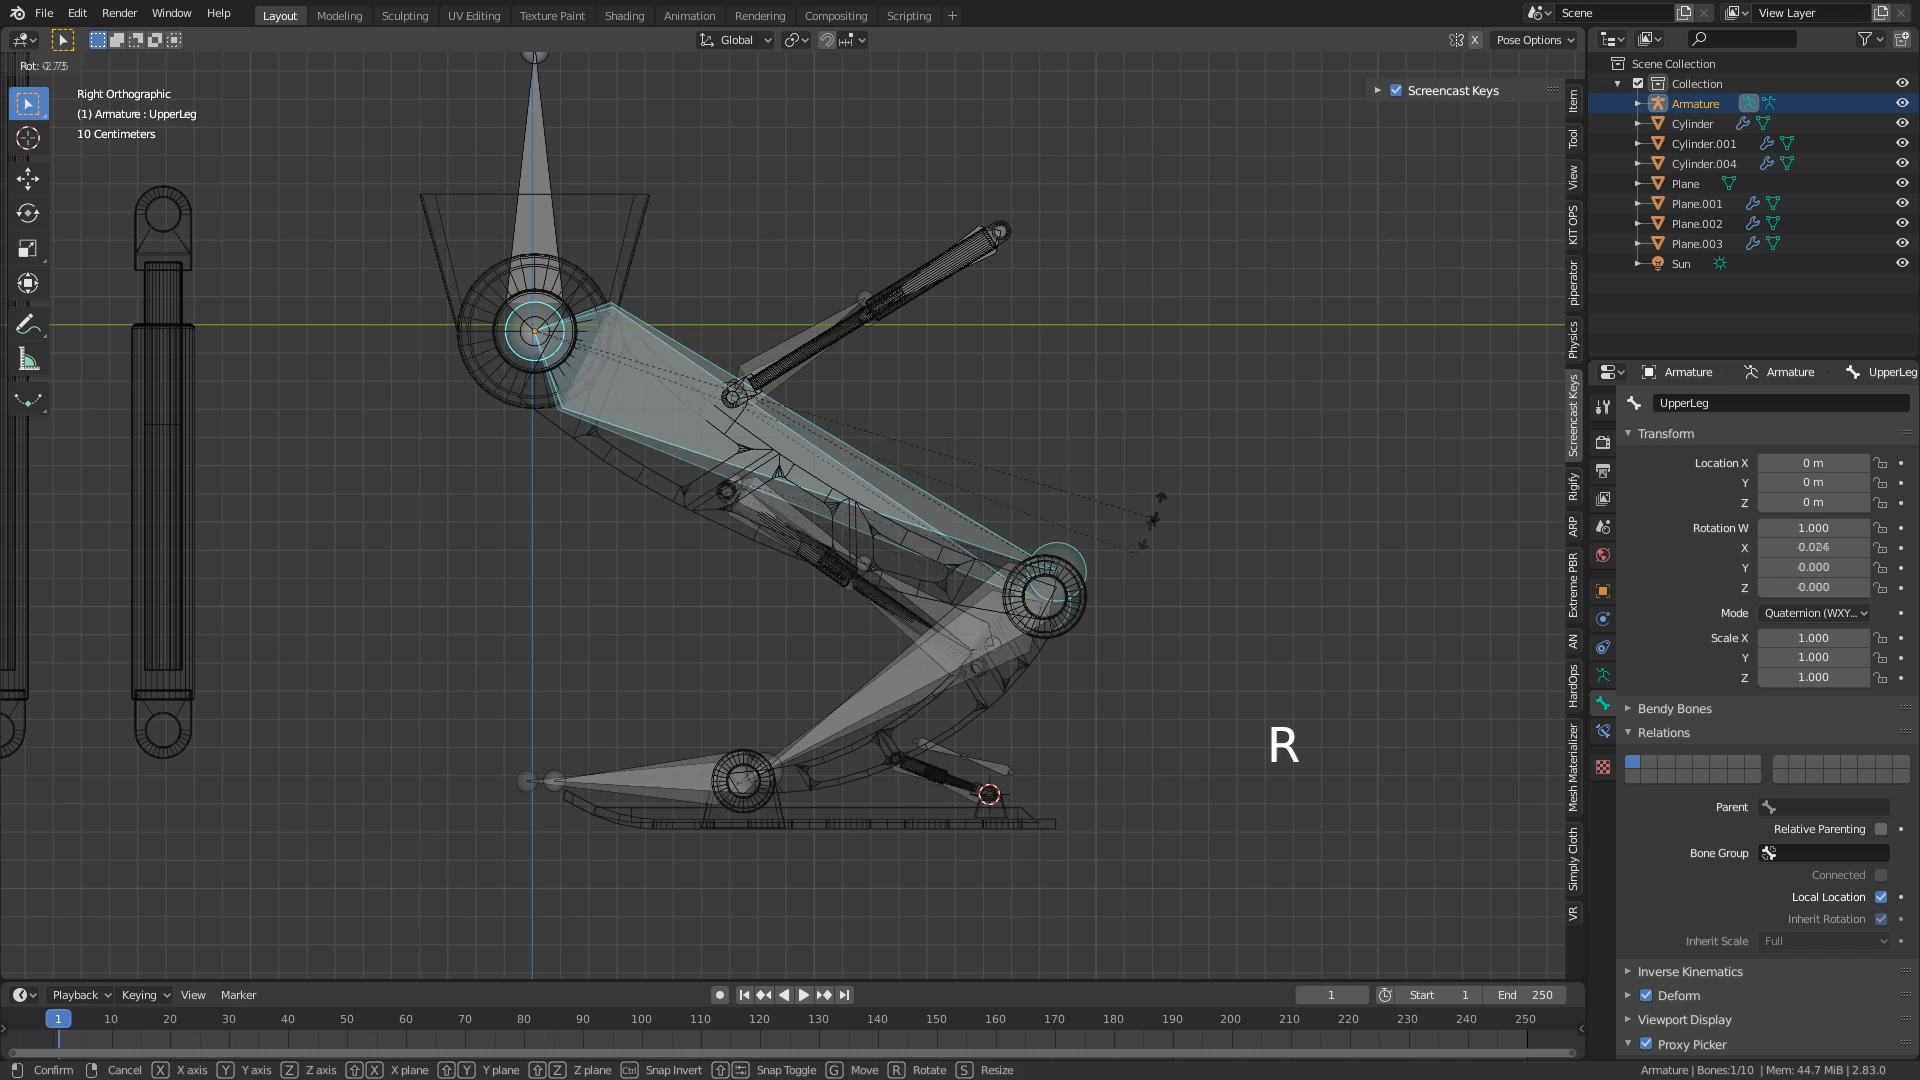 File Edit Render Window Help
Layout Modeling Sculpting UV Editing Texture Paint Shading Animation Rendering Compositing Scripting +
Scene View Layer
Global X Pose Options
Rot:
Right Orthographic
(1) Armature : UpperLeg
10 Centimeters
Screencast Keys
Item
Tool
View
KIT OPS
piperator
Physics
Screencast Keys
Rigify
ARP
Extreme PBR
AN
HardOps
Mesh Materializer
Simply Cloth
VR
R
Scene Collection
Collection
Armature
Cylinder
Cylinder.001
Cylinder.004
Plane
Plane.001
Plane.002
Plane.003
Sun
Armature Armature UpperLeg
UpperLeg
Transform
Location X 0 m
Y 0 m
Z 0 m
Rotation W 1.000
X 0.024
Y -0.000
Z -0.000
Mode Quaternion (WXY...
Scale X 1.000
Y 1.000
Z 1.000
Bendy Bones
Relations
Parent
Relative Parenting
Bone Group
Connected
Local Location
Inherit Rotation
Inherit Scale Full
Inverse Kinematics
Deform
Viewport Display
Proxy Picker
Playback Keying View Marker 1 Start 1 End 250
1 10 20 30 40 50 60 70 80 90 100 110 120 130 140 150 160 170 180 190 200 210 220 230 240 250
Confirm Cancel X X axis Y Y axis Z Z axis X X plane Y Y plane Z Z plane Ctrl Snap Invert Snap Toggle G Move R Rotate S Resize
Armature | Bones:1/10 | Mem: 44.7 MiB | 2.83.0